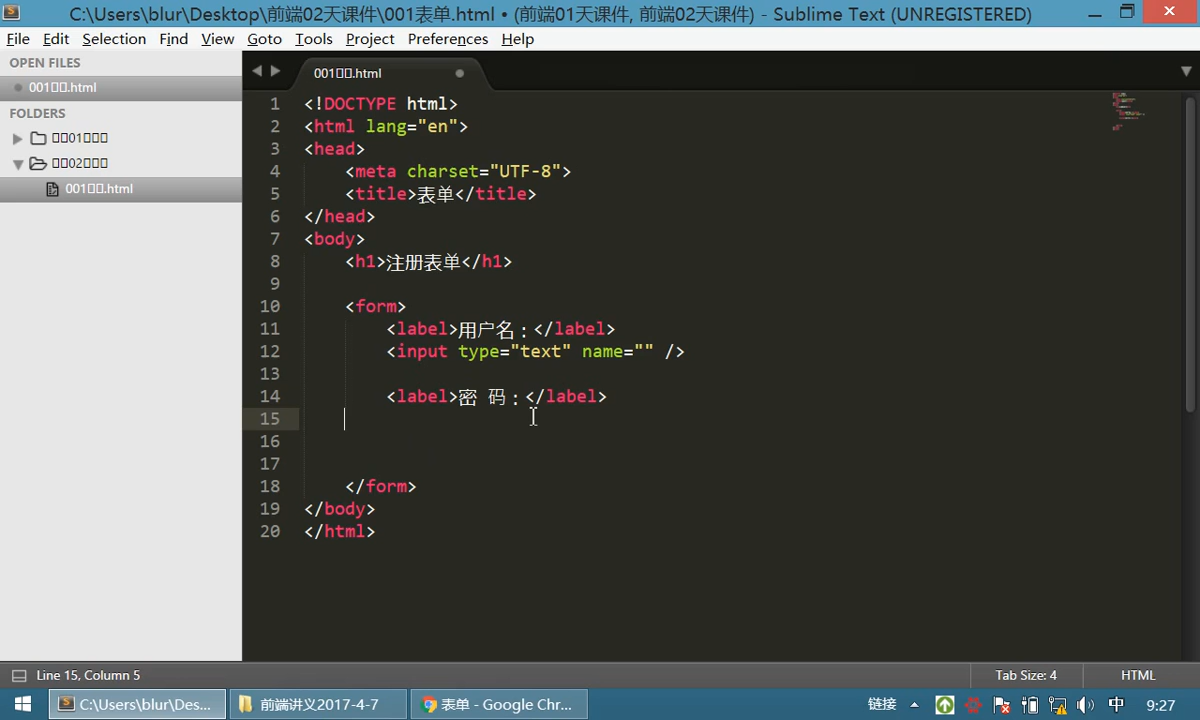 C:\Users\blur\Desktop\前端02天课件\001表单.html • (前端01天课件, 前端02天课件) - Sublime Text (UNREGISTERED)
File Edit Selection Find View Goto Tools Project Preferences Help
OPEN FILES
001□□.html
FOLDERS
□□01□□□
□□02□□□
001□□.html
001□□.html
1 <!DOCTYPE html>
2 <html lang="en">
3 <head>
4 <meta charset="UTF-8">
5 <title>表单</title>
6 </head>
7 <body>
8 <h1>注册表单</h1>
9
10 <form>
11 <label>用户名：</label>
12 <input type="text" name="" />
13
14 <label>密 码：</label>
15
16
17
18 </form>
19 </body>
20 </html>
Line 15, Column 5 Tab Size: 4 HTML
C:\Users\blur\Des... 前端讲义2017-4-7 表单 - Google Chr... 链接 中 9:27